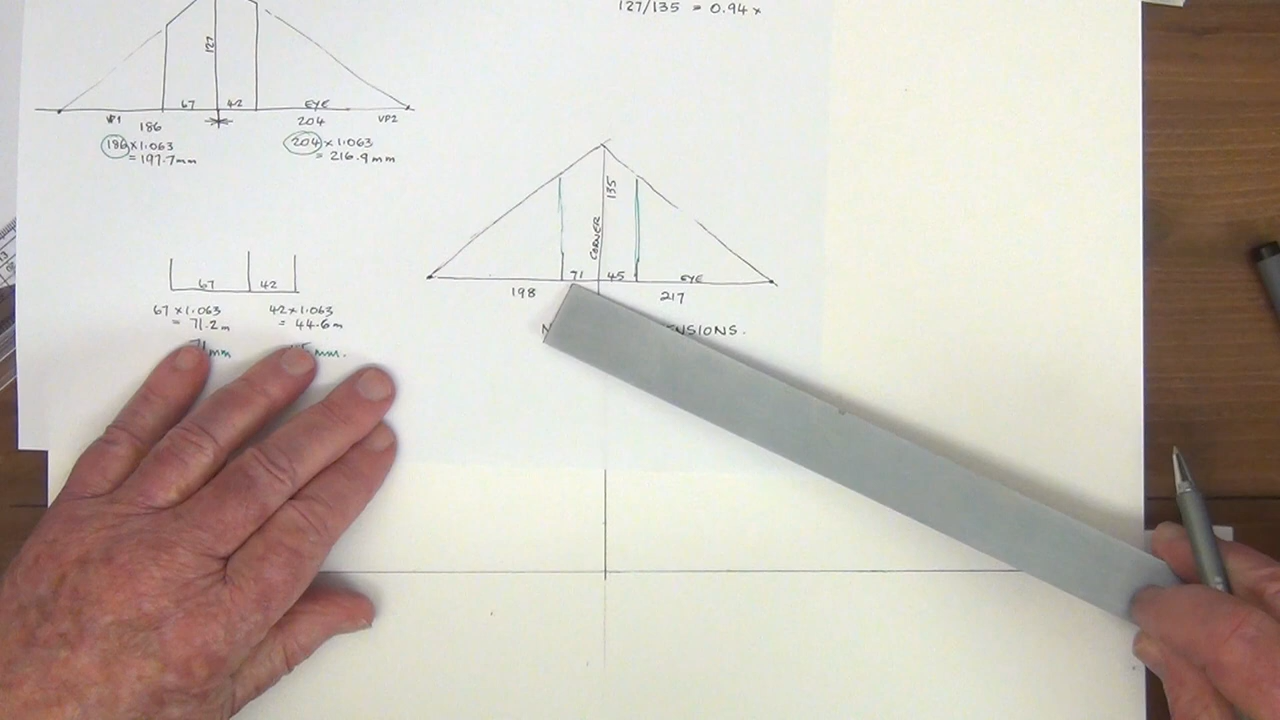 127/135 = 0.94 x
127
67 42 EYE
VP1 186 204 VP2
186 x 1.063
= 197.7mm
204 x 1.063
= 216.9mm
135
CORNER
71 45 EYE
198 217
67 42
67 x 1.063
= 71.2m
42 x 1.063
= 44.6m
71mm
mm.